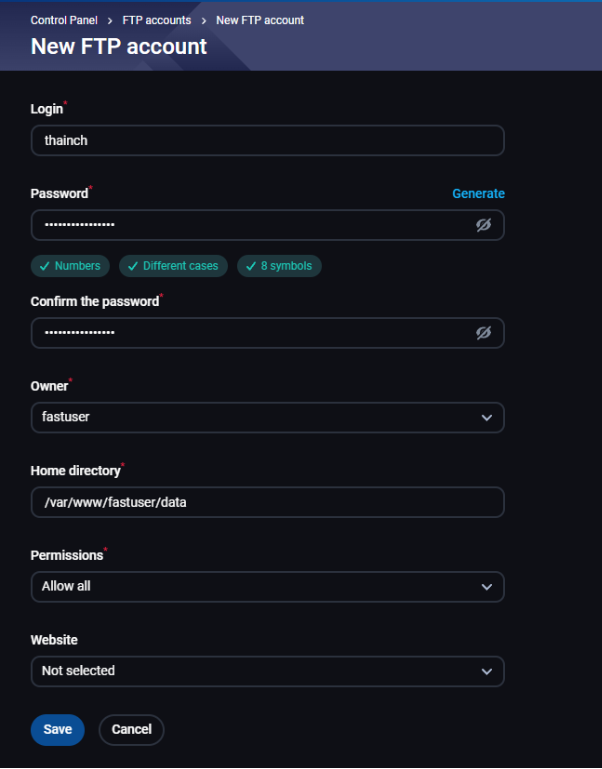 Control Panel > FTP accounts > New FTP account
New FTP account
Login*
thainch
Password* Generate
••••••••••••••••
✓ Numbers ✓ Different cases ✓ 8 symbols
Confirm the password*
••••••••••••••••
Owner*
fastuser
Home directory*
/var/www/fastuser/data
Permissions*
Allow all
Website
Not selected
Save Cancel